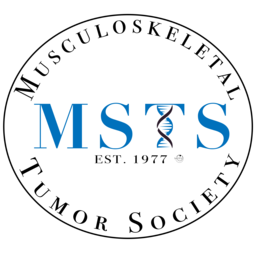 MUSCULOSKELETAL
MSTS
EST. 1977
TUMOR SOCIETY